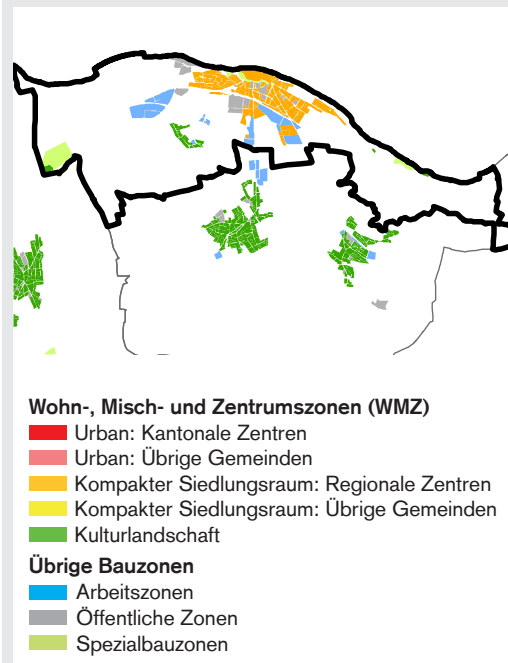 Wohn-, Misch- und Zentrumszonen (WMZ)
Urban: Kantonale Zentren
Urban: Übrige Gemeinden
Kompakter Siedlungsraum: Regionale Zentren
Kompakter Siedlungsraum: Übrige Gemeinden
Kulturlandschaft
Übrige Bauzonen
Arbeitszonen
Öffentliche Zonen
Spezialbauzonen